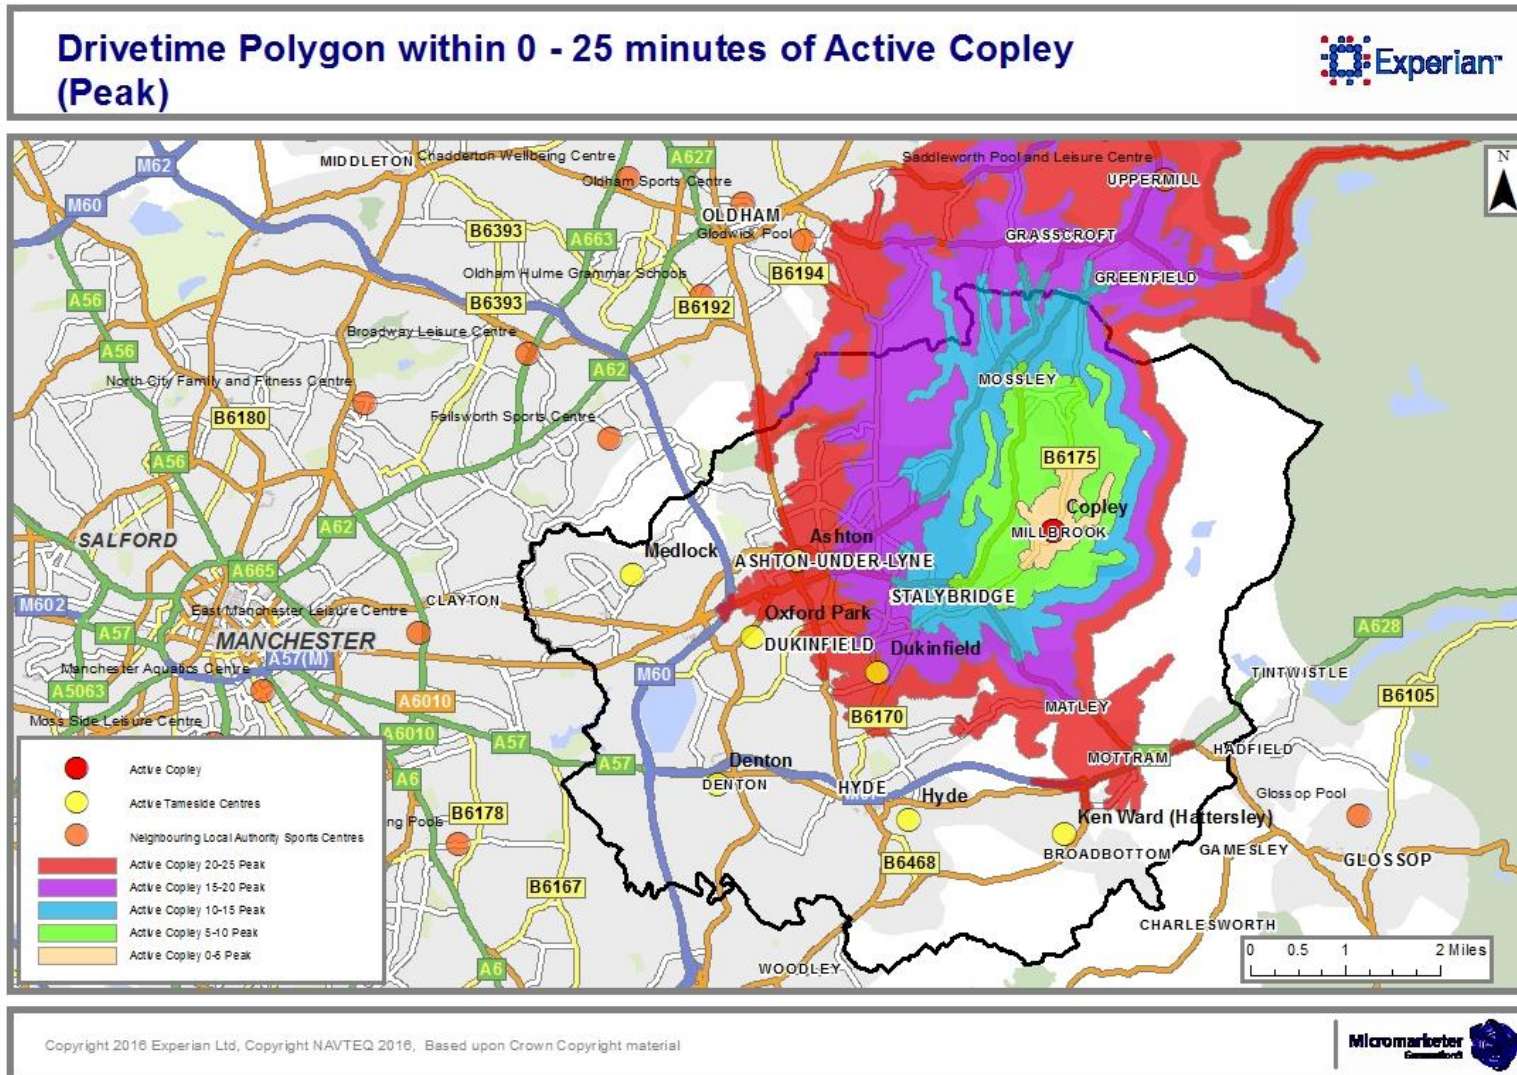 Drivetime Polygon within 0 - 25 minutes of Active Copley
(Peak)
Experian™
M62
MIDDLETON
Chadderton Wellbeing Centre
A627
Saddleworth Pool and Leisure Centre
N
Oldham Sports Centre
UPPERMILL
M60
OLDHAM
B6393
A663
Glodwick Pool
GRASSCROFT
Oldham Hulme Grammar Schools
B6194
GREENFIELD
A56
B6393
B6192
Broadway Leisure Centre
A56
A62
North City Family and Fitness Centre
MOSSLEY
B6180
Failsworth Sports Centre
A56
B6175
Copley
A62
SALFORD
MILLBROOK
Ashton
Medlock
ASHTON-UNDER-LYNE
A665
M602
East Manchester Leisure Centre
CLAYTON
STALYBRIDGE
Oxford Park
A57
MANCHESTER
DUKINFIELD
Dukinfield
A628
A57(M)
Manchester Aquatics Centre
M60
TINTWISTLE
A5063
A6010
B6105
Moss Side Leisure Centre
B6170
MATLEY
A6010
A57
HADFIELD
MOTTRAM
A57
Denton
DENTON
HYDE
Hyde
Glossop Pool
A6
B6178
ng Pools
Ken Ward (Hattersley)
BROADBOTTOM
GAMESLEY
GLOSSOP
B6468
B6167
CHARLESWORTH
A6
WOODLEY
Active Copley
Active Tameside Centres
Neighbouring Local Authority Sports Centres
Active Copley 20-25 Peak
Active Copley 15-20 Peak
Active Copley 10-15 Peak
Active Copley 5-10 Peak
Active Copley 0-5 Peak
0 0.5 1 2 Miles
Copyright 2016 Experian Ltd, Copyright NAVTEQ 2016, Based upon Crown Copyright material
Micromarketer